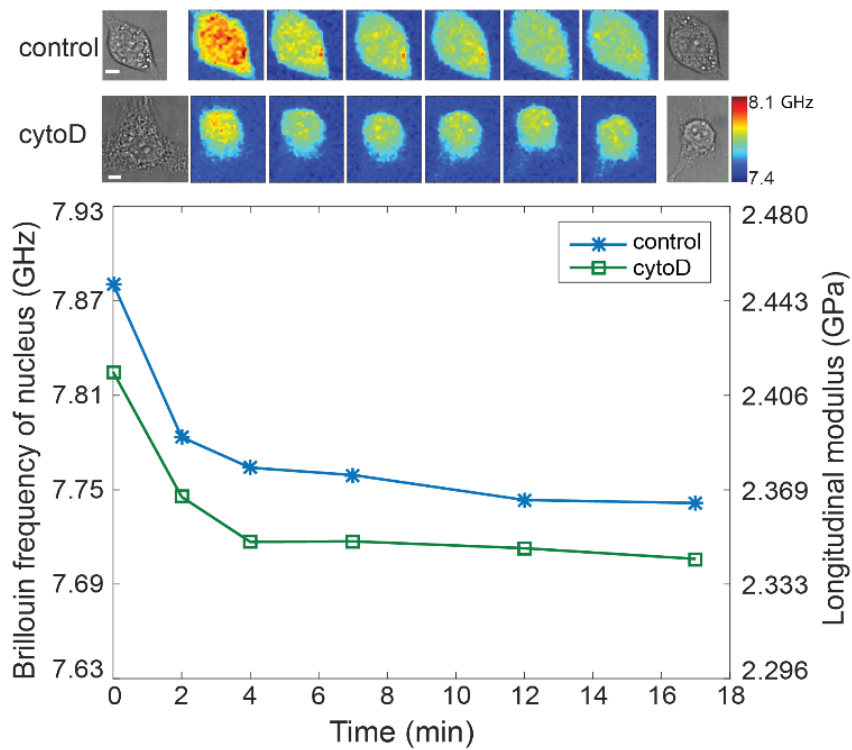 control
cytoD
8.1 GHz
7.4
7.93
7.87
7.81
7.75
7.69
7.63
Brillouin frequency of nucleus (GHz)
control
cytoD
2.480
2.443
2.406
2.369
2.333
2.296
Longitudinal modulus (GPa)
0 2 4 6 8 10 12 14 16 18
Time (min)